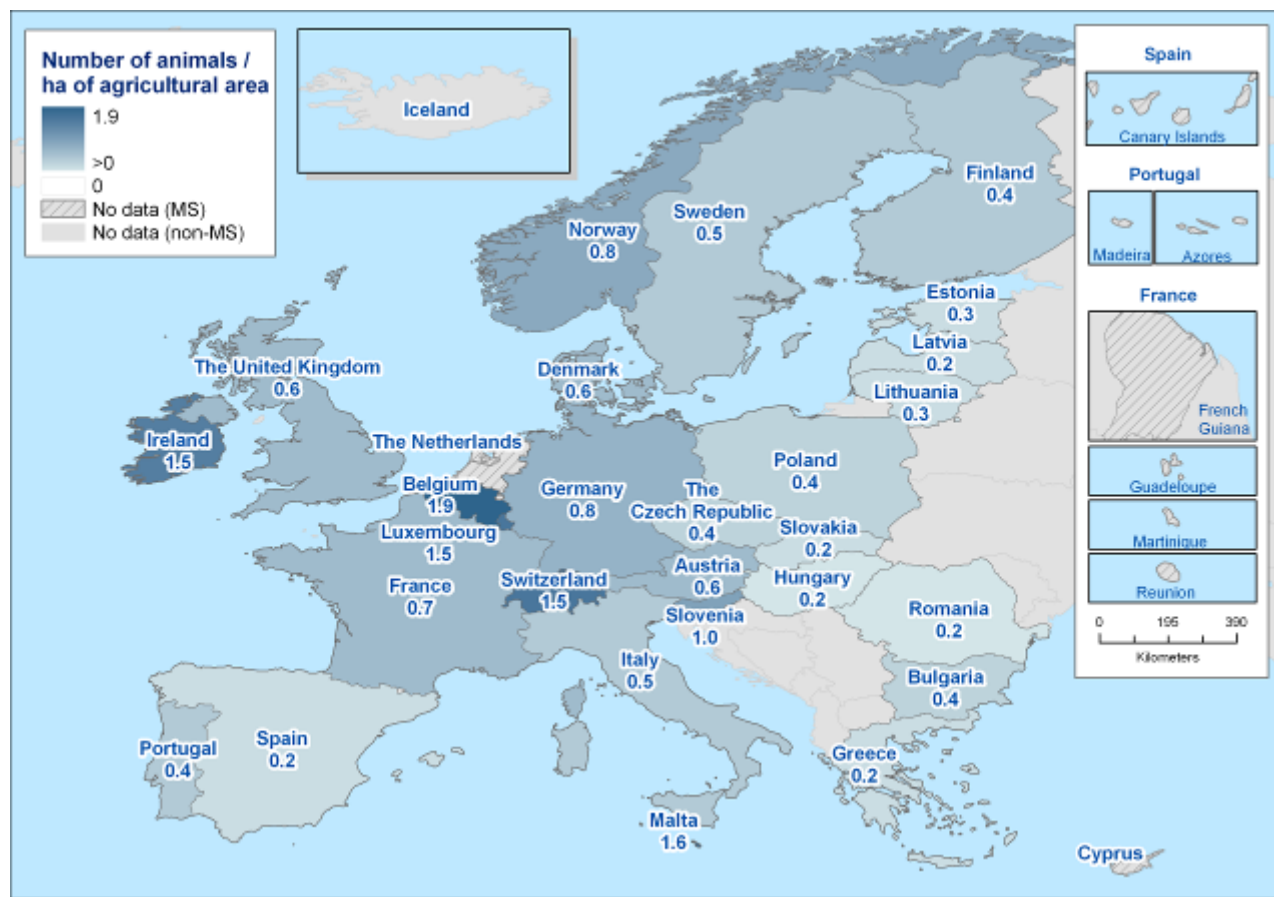 Number of animals /
ha of agricultural area
1.9
>0
0
No data (MS)
No data (non-MS)
Iceland
Spain
Canary Islands
Portugal
Madeira
Azores
France
French
Guiana
Guadeloupe
Martinique
Reunion
0 195 390
Kilometers
Finland
0.4
Sweden
0.5
Norway
0.8
Estonia
0.3
Latvia
0.2
Lithuania
0.3
The United Kingdom
0.6
Denmark
0.6
Ireland
1.5
The Netherlands
Belgium
1.9
Luxembourg
1.5
Germany
0.8
Poland
0.4
The
Czech Republic
0.4
Slovakia
0.2
Austria
0.6
Hungary
0.2
Switzerland
1.5
France
0.7
Slovenia
1.0
Romania
0.2
Italy
0.5
Bulgaria
0.4
Portugal
0.4
Spain
0.2
Greece
0.2
Malta
1.6
Cyprus